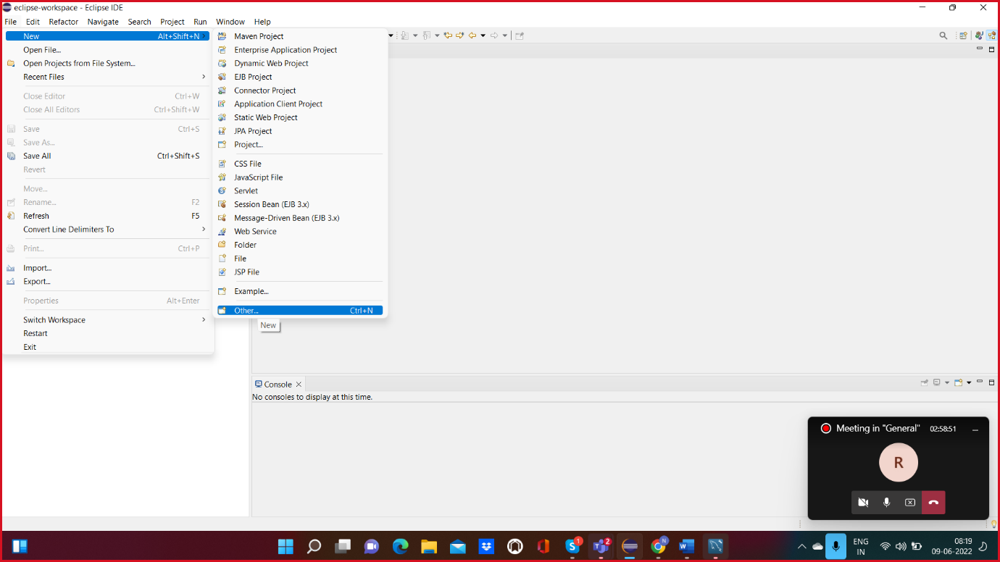 eclipse-workspace - Eclipse IDE
File Edit Refactor Navigate Search Project Run Window Help
New Alt+Shift+N
Open File...
Open Projects from File System...
Recent Files
Close Editor Ctrl+W
Close All Editors Ctrl+Shift+W
Save Ctrl+S
Save As...
Save All Ctrl+Shift+S
Revert
Move...
Rename... F2
Refresh F5
Convert Line Delimiters To
Print... Ctrl+P
Import...
Export...
Properties Alt+Enter
Switch Workspace
Restart
Exit
Maven Project
Enterprise Application Project
Dynamic Web Project
EJB Project
Connector Project
Application Client Project
Static Web Project
JPA Project
Project...
CSS File
JavaScript File
Servlet
Session Bean (EJB 3.x)
Message-Driven Bean (EJB 3.x)
Web Service
Folder
File
JSP File
Example...
Other... Ctrl+N
New
Console
No consoles to display at this time.
Meeting in "General" 02:58:51
R
1
2
N
ENG
IN
08:19
09-06-2022